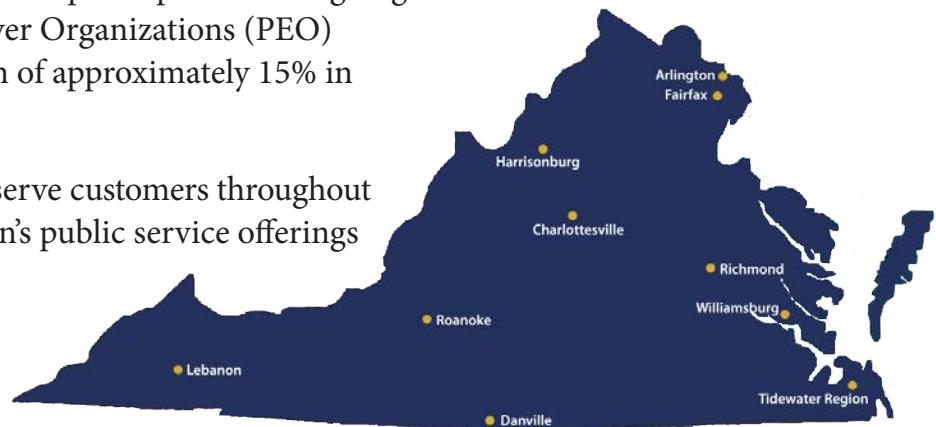 ver Organizations (PEO)
n of approximately 15% in
serve customers throughout
n's public service offerings
Arlington
Fairfax
Harrisonburg
Charlottesville
Richmond
Williamsburg
Roanoke
Lebanon
Tidewater Region
Danville